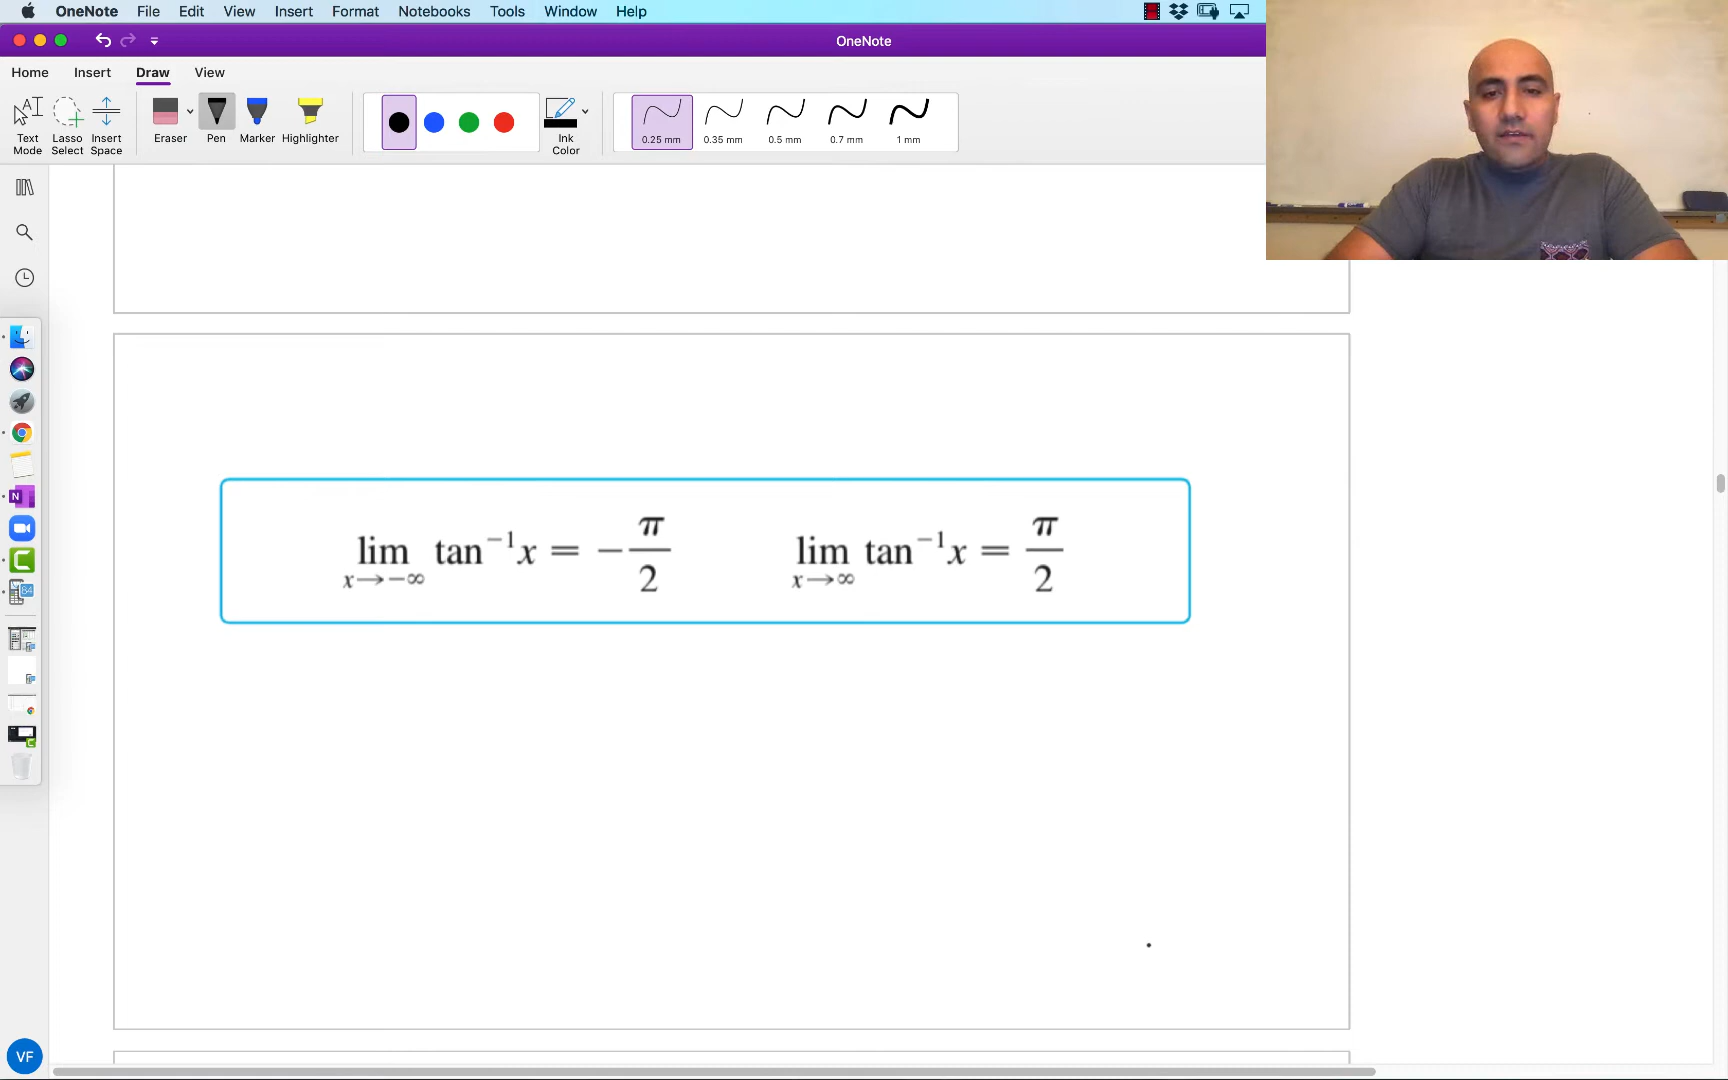 OneNote File Edit View Insert Format Notebooks Tools Window Help
OneNote
Home Insert Draw View
Text Mode
Lasso Select
Insert Space
Eraser
Pen
Marker
Highlighter
Ink Color
0.25 mm
0.35 mm
0.5 mm
0.7 mm
1 mm
lim x→−∞ tan⁻¹x = −π/2
lim x→∞ tan⁻¹x = π/2
VF